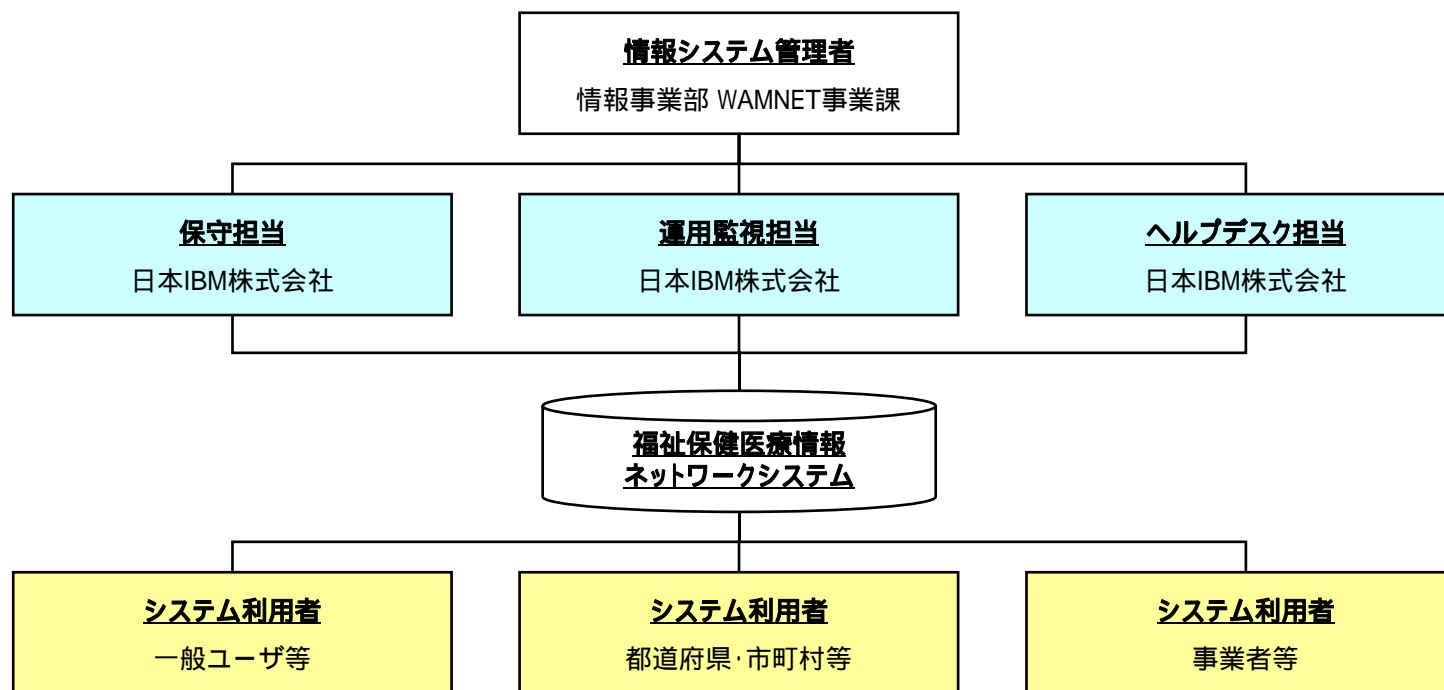 情報システム管理者
情報事業部 WAMNET事業課
保守担当
日本IBM株式会社
運用監視担当
日本IBM株式会社
ヘルプデスク担当
日本IBM株式会社
福祉保健医療情報
ネットワークシステム
システム利用者
一般ユーザ等
システム利用者
都道府県･市町村等
システム利用者
事業者等